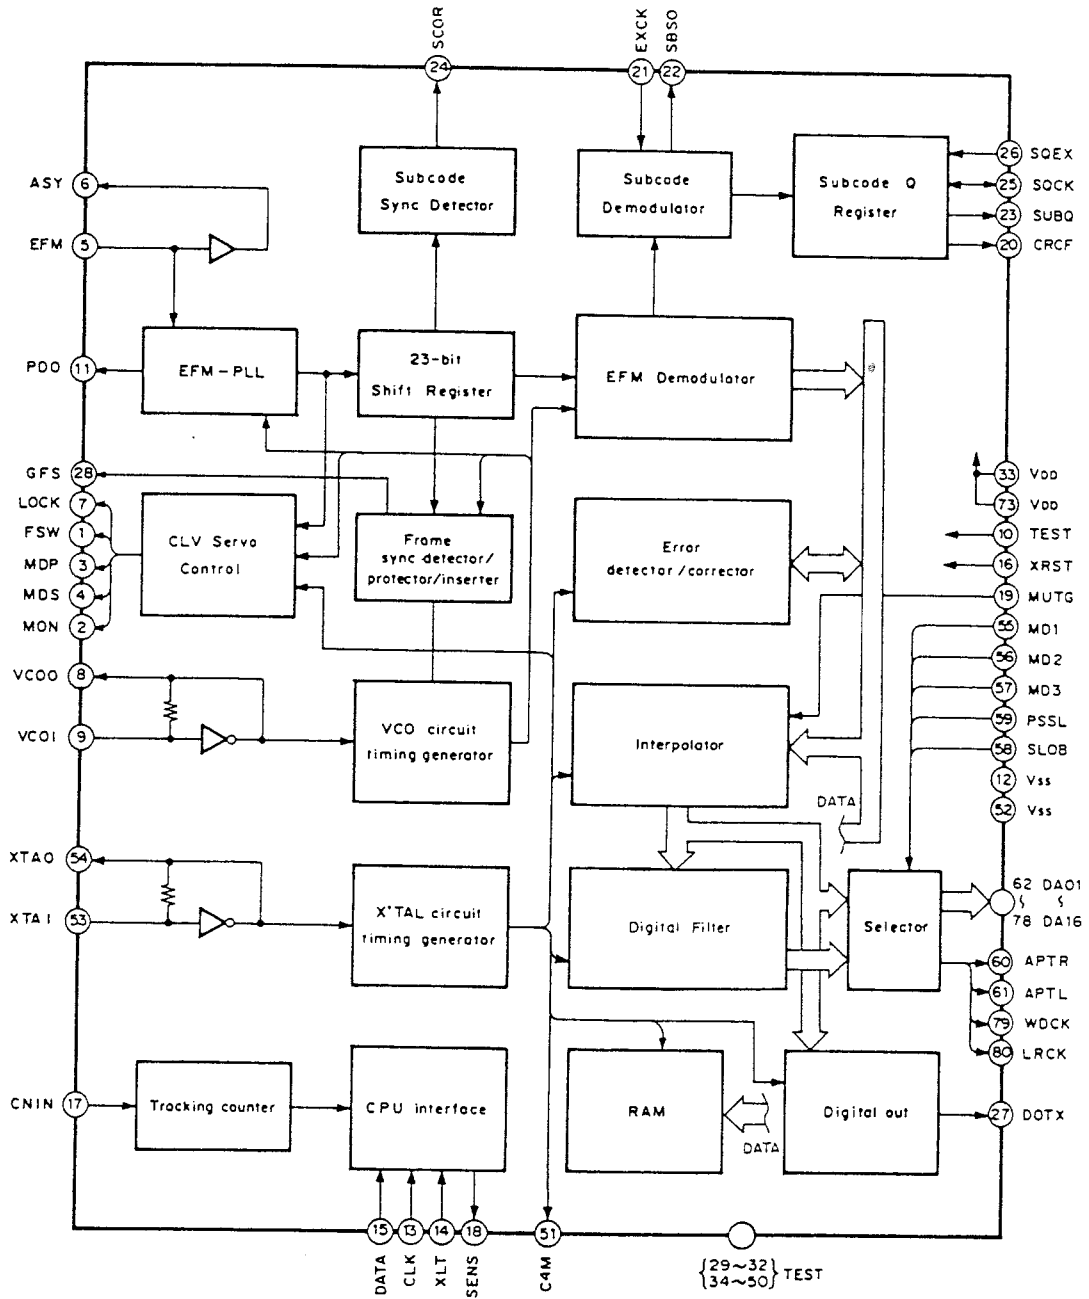 SCOR
EXCK
SBSO
24
21
22
ASY 6
EFM 5
Subcode
Sync Detector
Subcode
Demodulator
Subcode Q
Register
26 SQEX
25 SQCK
23 SUBQ
20 CRCF
PDO 11
EFM-PLL
23-bit
Shift Register
EFM Demodulator
GFS 28
LOCK 7
FSW 1
MDP 3
MDS 4
MON 2
CLV Servo
Control
Frame
sync detector/
protector/inserter
Error
detector/corrector
33 VDD
73 VDD
10 TEST
16 XRST
19 MUTG
55 MD1
56 MD2
57 MD3
59 PSSL
58 SLOB
12 Vss
52 Vss
VCOO 8
VCOI 9
VCO circuit
timing generator
Interpolator
DATA
XTAO 54
XTAI 53
X'TAL circuit
timing generator
Digital Filter
Selector
62 DA01
78 DA16
60 APTR
61 APTL
79 WDCK
80 LRCK
CNIN 17
Tracking counter
CPU interface
RAM
DATA
Digital out
27 DOTX
15
13
14
18
51
DATA
CLK
XLT
SENS
C4M
{29~32
34~50} TEST